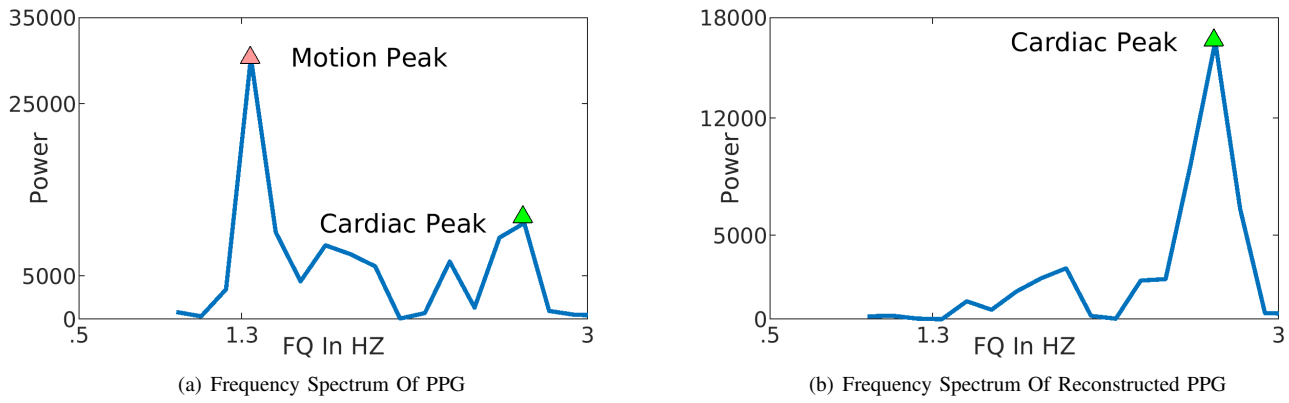 35000
Motion Peak
25000
Power
Cardiac Peak
5000
0
.5
1.3
3
FQ In HZ
(a) Frequency Spectrum Of PPG
18000
Cardiac Peak
12000
Power
5000
0
.5
1.3
3
FQ In HZ
(b) Frequency Spectrum Of Reconstructed PPG